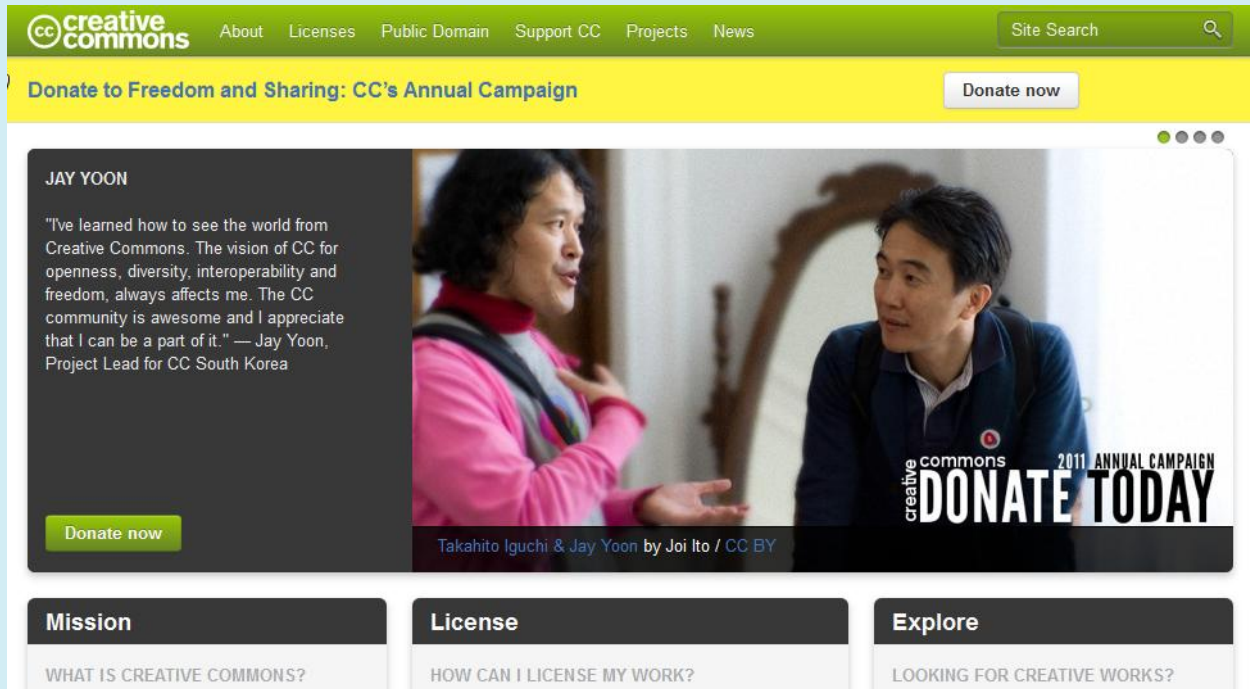 cc creative commons
About Licenses Public Domain Support CC Projects News
Site Search
Donate to Freedom and Sharing: CC's Annual Campaign
Donate now
JAY YOON
"I've learned how to see the world from
Creative Commons. The vision of CC for
openness, diversity, interoperability and
freedom, always affects me. The CC
community is awesome and I appreciate
that I can be a part of it." — Jay Yoon,
Project Lead for CC South Korea
Donate now
creative commons 2011 ANNUAL CAMPAIGN
DONATE TODAY
Takahito Iguchi & Jay Yoon by Joi Ito / CC BY
Mission
WHAT IS CREATIVE COMMONS?
License
HOW CAN I LICENSE MY WORK?
Explore
LOOKING FOR CREATIVE WORKS?